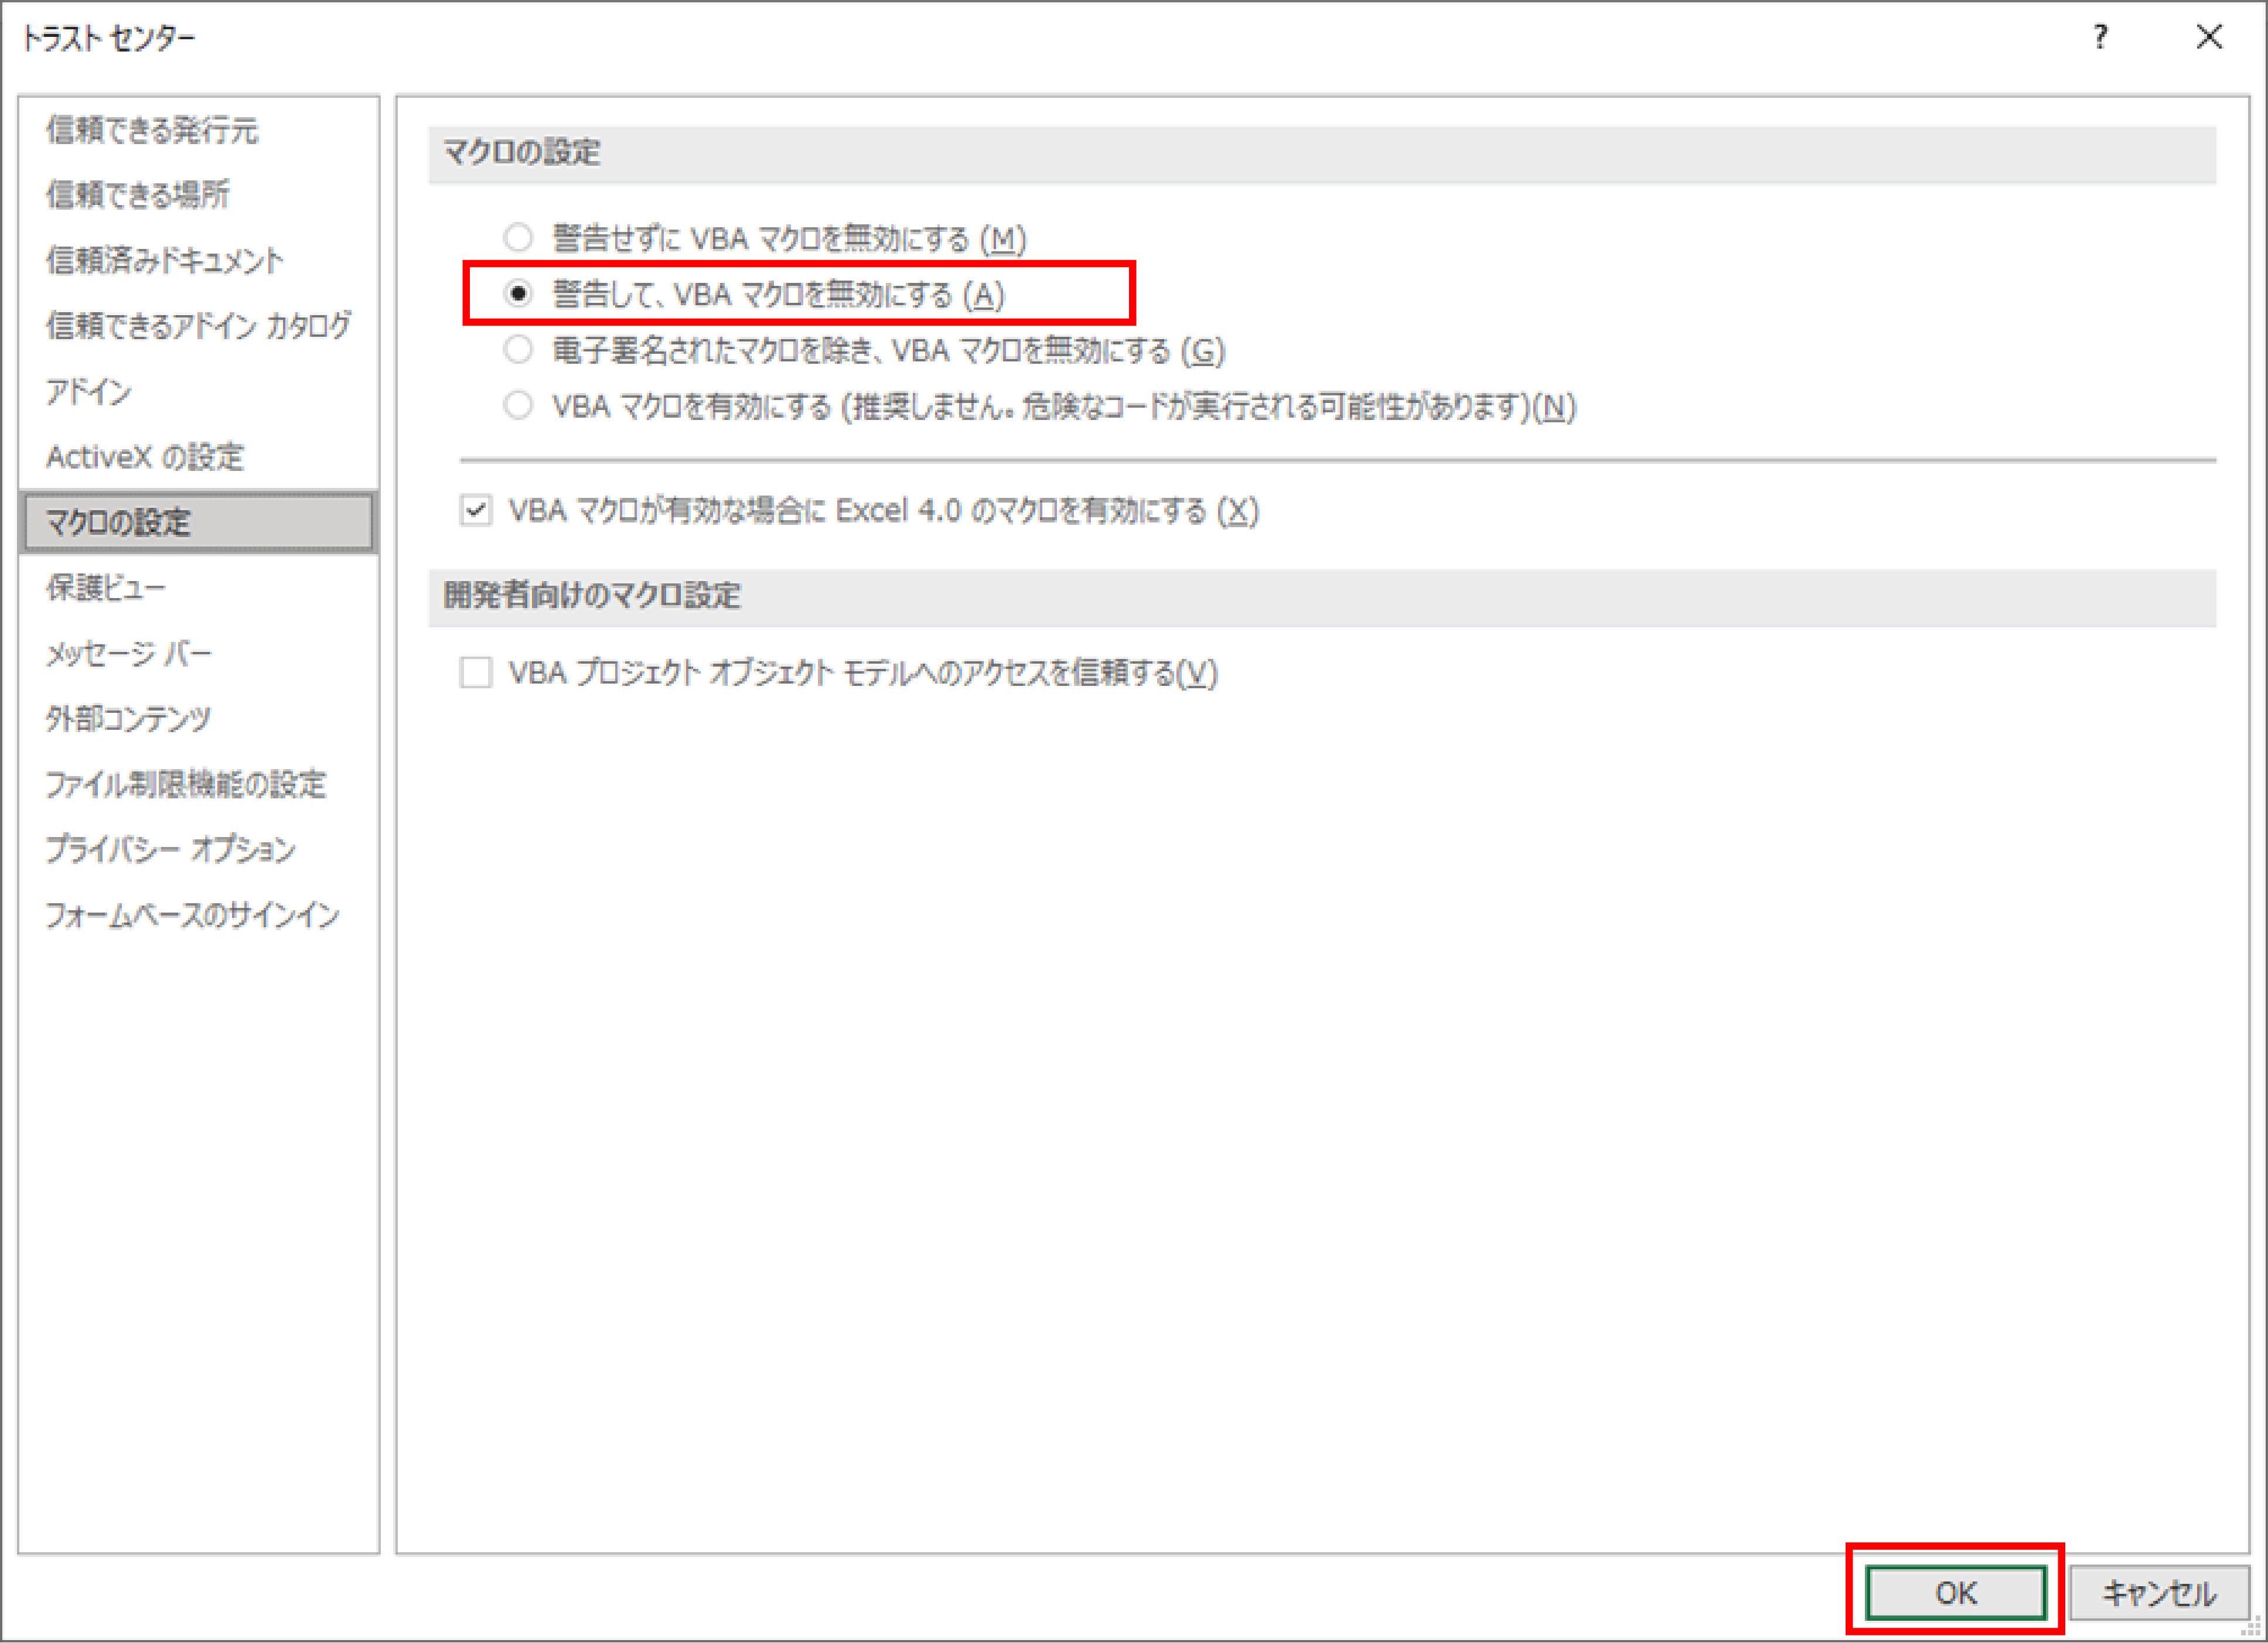 トラスト センター
?
信頼できる発行元
信頼できる場所
信頼済みドキュメント
信頼できるアドイン カタログ
アドイン
ActiveX の設定
マクロの設定
保護ビュー
メッセージ バー
外部コンテンツ
ファイル制限機能の設定
プライバシー オプション
フォームベースのサインイン
マクロの設定
警告せずに VBA マクロを無効にする (M)
警告して、VBA マクロを無効にする (A)
電子署名されたマクロを除き、VBA マクロを無効にする (G)
VBA マクロを有効にする (推奨しません。危険なコードが実行される可能性があります)(N)
VBA マクロが有効な場合に Excel 4.0 のマクロを有効にする (X)
開発者向けのマクロ設定
VBA プロジェクト オブジェクト モデルへのアクセスを信頼する(V)
OK
キャンセル